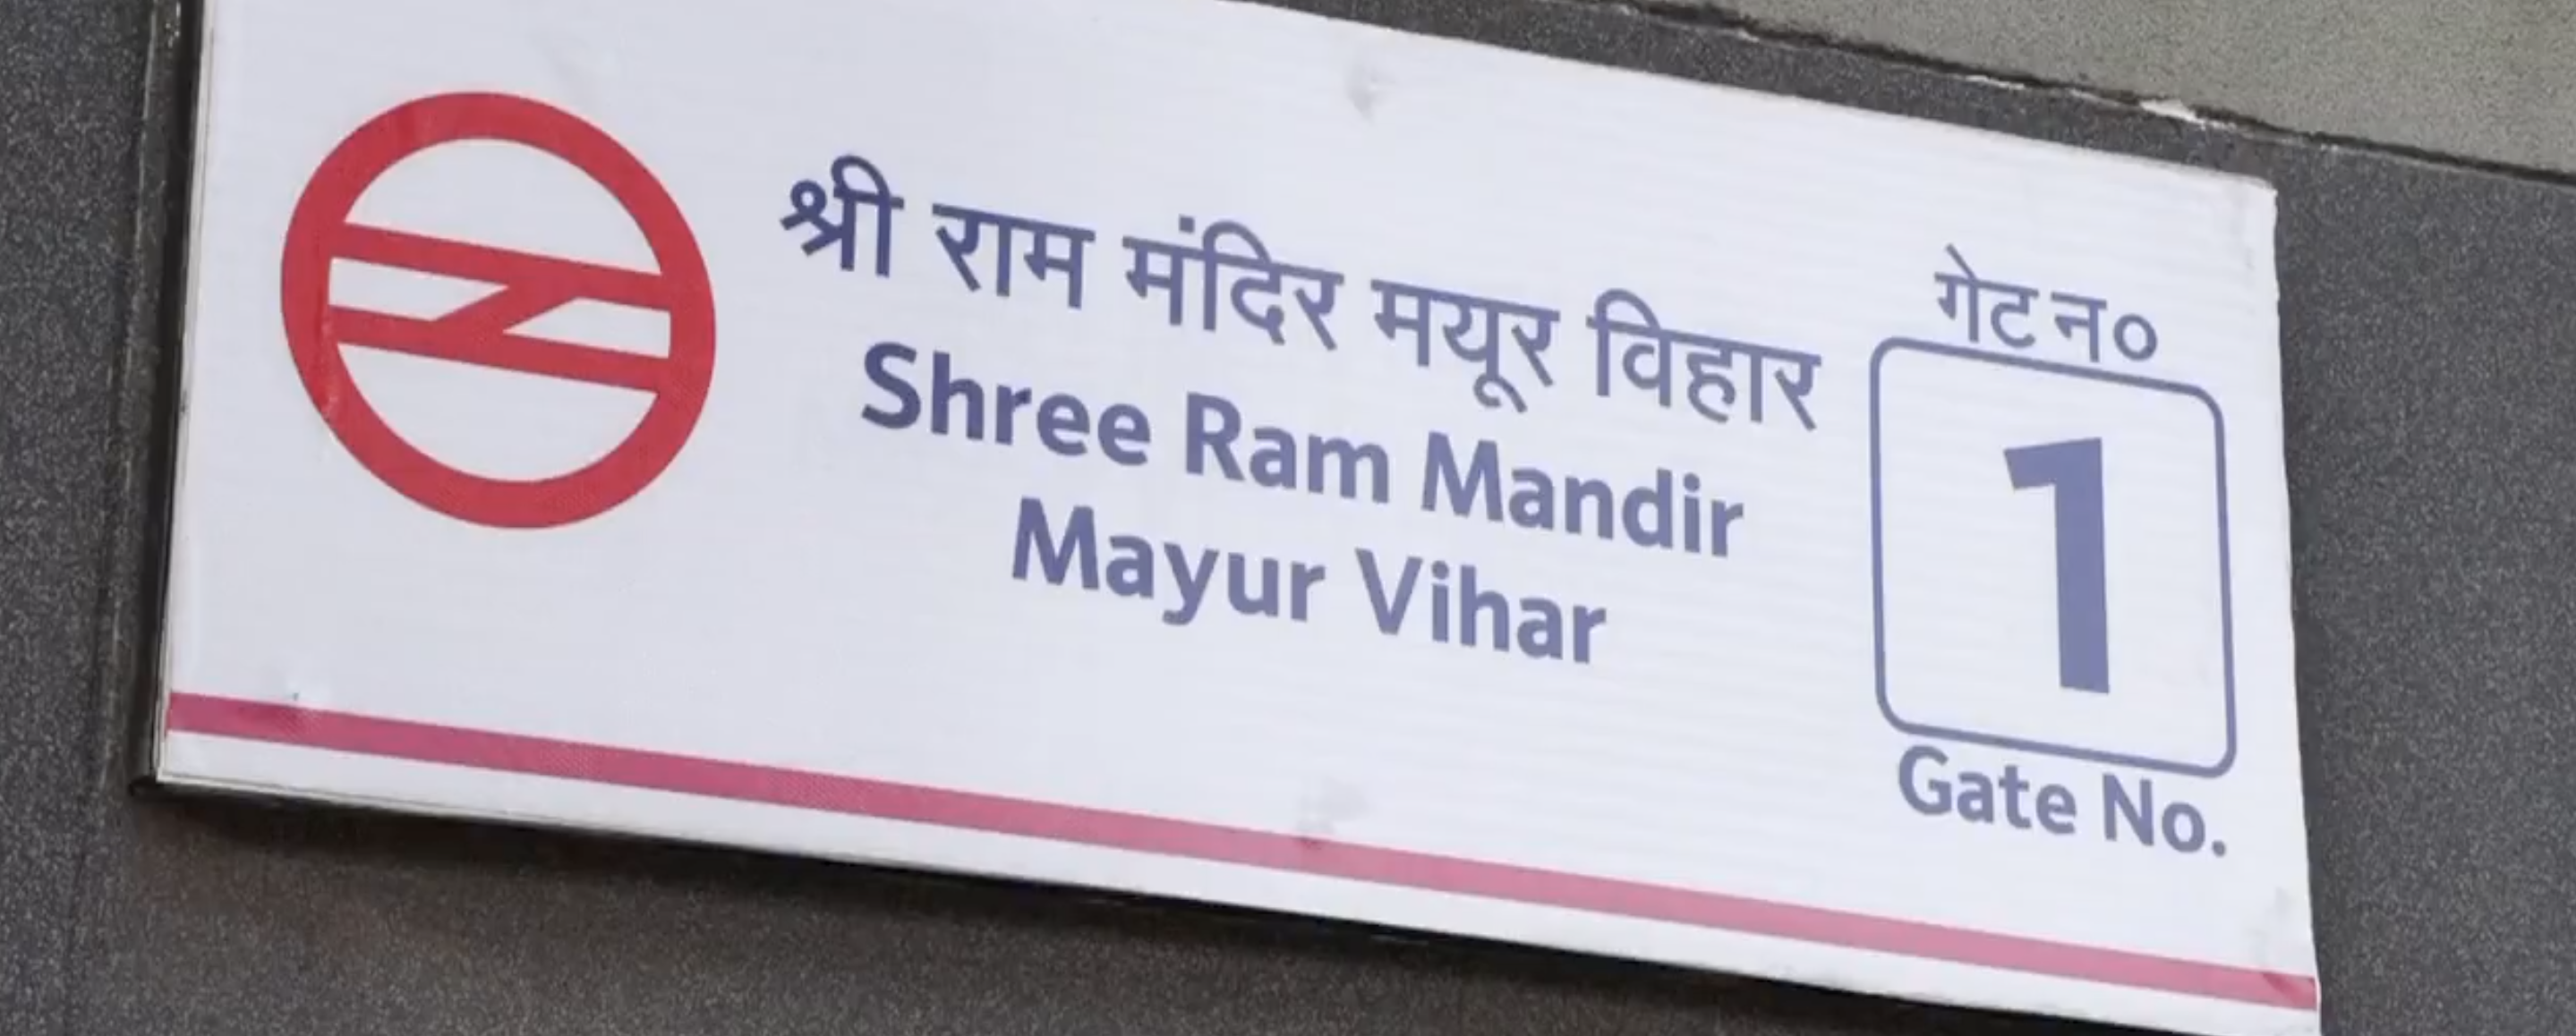 श्री राम मंदिर मयूर विहार
Shree Ram Mandir
Mayur Vihar
गेट न०
1
Gate No.